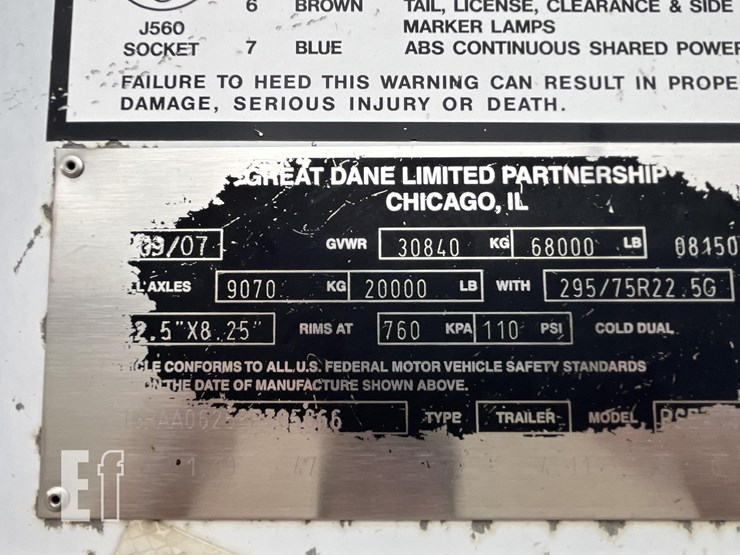 6 BROWN TAIL, LICENSE, CLEARANCE & SIDE
MARKER LAMPS
J560
SOCKET 7 BLUE ABS CONTINUOUS SHARED POWER
FAILURE TO HEED THIS WARNING CAN RESULT IN PROPE
DAMAGE, SERIOUS INJURY OR DEATH.
GREAT DANE LIMITED PARTNERSHIP
CHICAGO, IL
09/07 GVWR 30840 KG 68000 LB 08150
AXLES 9070 KG 20000 LB WITH 295/75R22.5G
2.5"X8.25" RIMS AT 760 KPA 110 PSI COLD DUAL
CLE CONFORMS TO ALL U.S. FEDERAL MOTOR VEHICLE SAFETY STANDARDS
THE DATE OF MANUFACTURE SHOWN ABOVE.
TYPE TRAILER MODEL
Ef